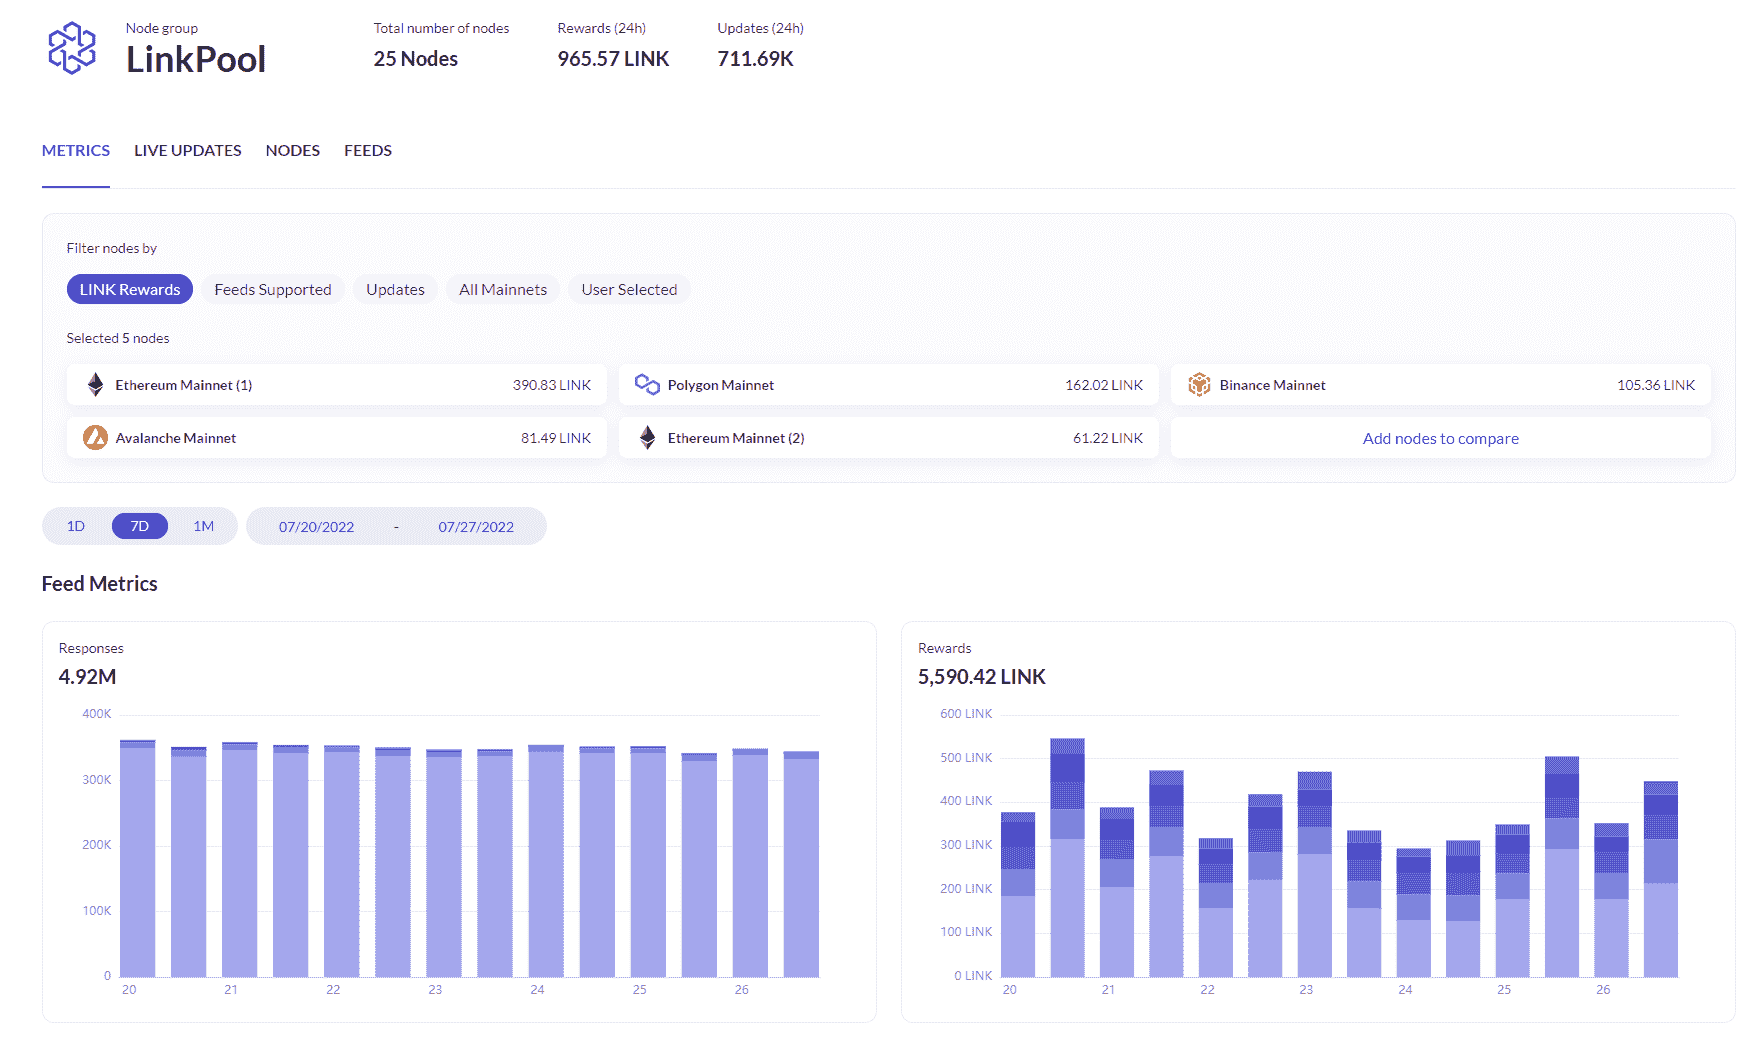 Node group
LinkPool
Total number of nodes
25 Nodes
Rewards (24h)
965.57 LINK
Updates (24h)
711.69K
METRICS LIVE UPDATES NODES FEEDS
Filter nodes by
LINK Rewards Feeds Supported Updates All Mainnets User Selected
Selected 5 nodes
Ethereum Mainnet (1) 390.83 LINK
Polygon Mainnet 162.02 LINK
Binance Mainnet 105.36 LINK
Avalanche Mainnet 81.49 LINK
Ethereum Mainnet (2) 61.22 LINK
Add nodes to compare
1D 7D 1M 07/20/2022 - 07/27/2022
Feed Metrics
Responses
4.92M
400K
300K
200K
100K
0
20 21 22 23 24 25 26
Rewards
5,590.42 LINK
600 LINK
500 LINK
400 LINK
300 LINK
200 LINK
100 LINK
0 LINK
20 21 22 23 24 25 26